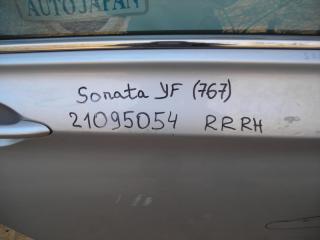 AUTOJAPAN
Sonata YF (767)
21095054 RRRH